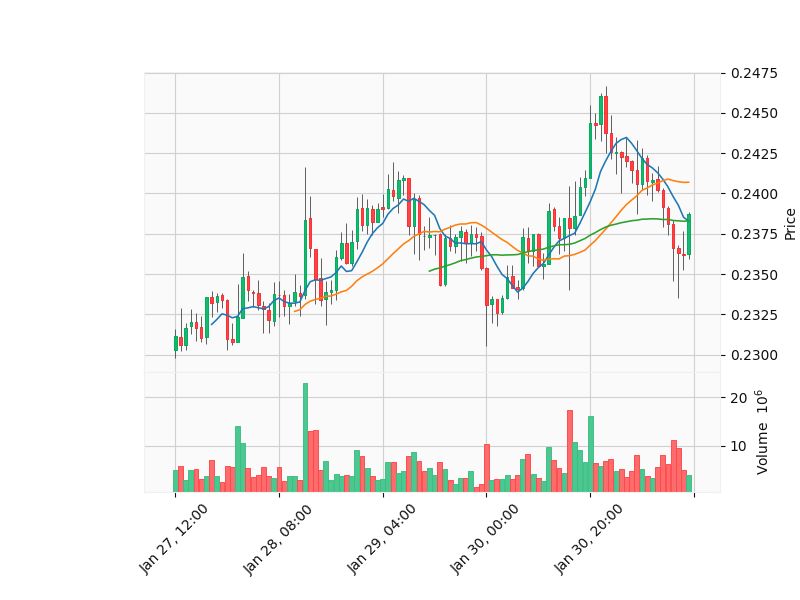 0.2475
0.2450
0.2425
0.2400
0.2375
0.2350
0.2325
0.2300
Price
20
10
Volume 10^6
Jan 27, 12:00
Jan 28, 08:00
Jan 29, 04:00
Jan 30, 00:00
Jan 30, 20:00